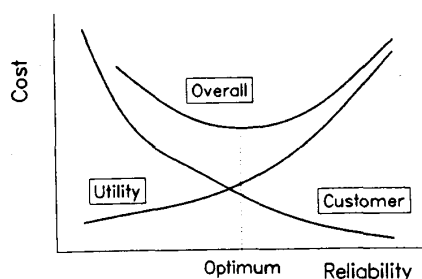 Cost
Overall
Utility
Customer
Optimum
Reliability